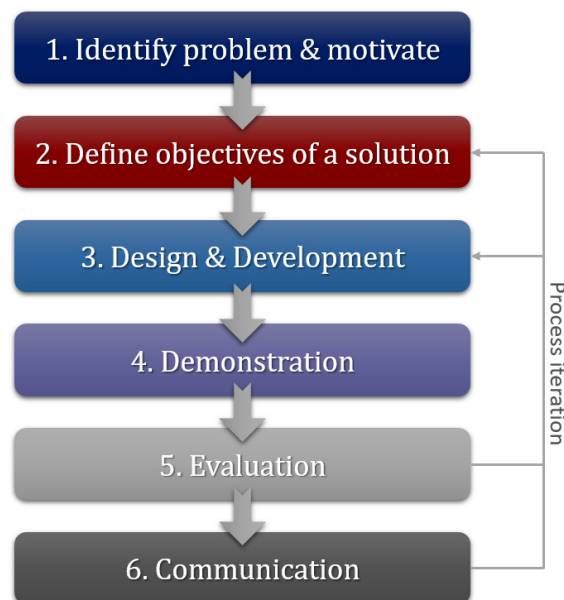 1. Identify problem & motivate
2. Define objectives of a solution
3. Design & Development
4. Demonstration
5. Evaluation
6. Communication
Process iteration